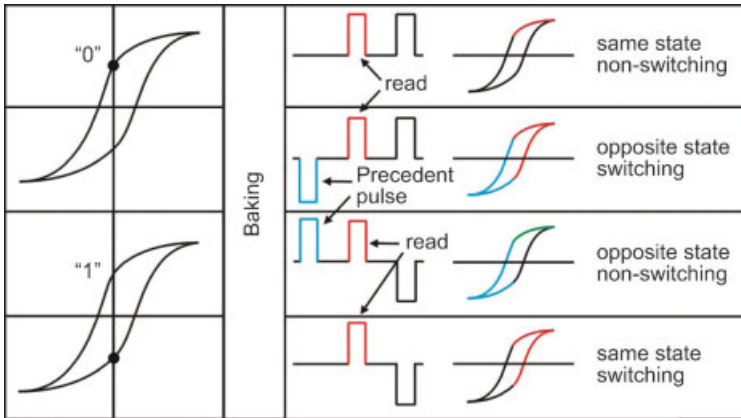 “0”
“1”
Baking
read
Precedent
pulse
read
same state
non-switching
opposite state
switching
opposite state
non-switching
same state
switching